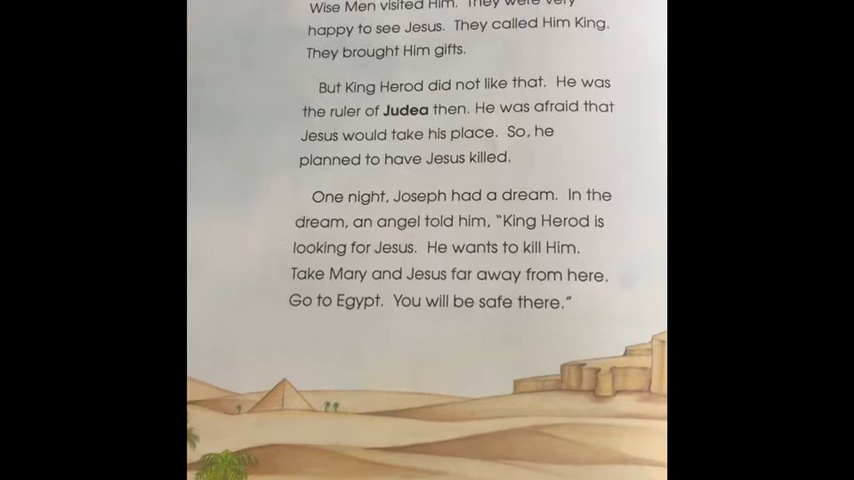 Wise Men visited Him. They were very
happy to see Jesus. They called Him King.
They brought Him gifts.
But King Herod did not like that. He was
the ruler of Judea then. He was afraid that
Jesus would take his place. So, he
planned to have Jesus killed.
One night, Joseph had a dream. In the
dream, an angel told him, “King Herod is
looking for Jesus. He wants to kill Him.
Take Mary and Jesus far away from here.
Go to Egypt. You will be safe there.”